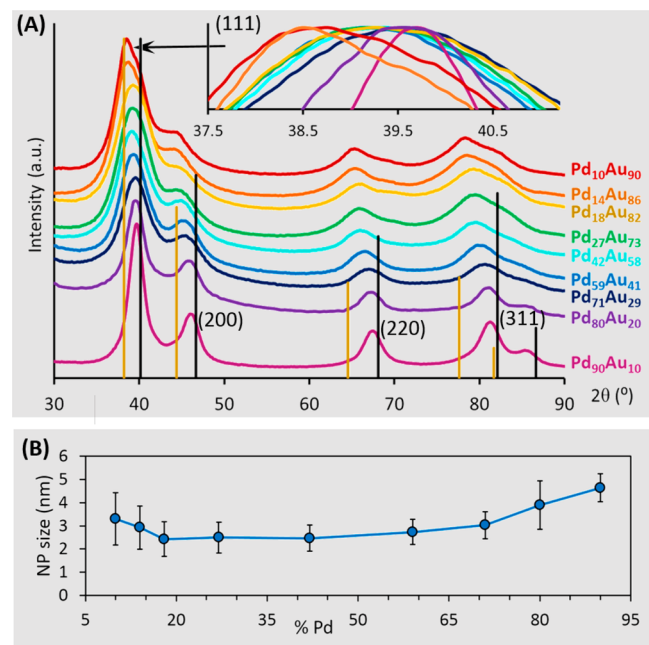 (A)
(111)
37.5 38.5 39.5 40.5
Intensity (a.u.)
Pd10Au90
Pd14Au86
Pd18Au82
Pd27Au73
Pd42Au58
Pd59Au41
Pd71Au29
Pd80Au20
Pd90Au10
(200)
(220)
(311)
30 40 50 60 70 80 90
2θ (º)
(B)
NP size (nm)
6
5
4
3
2
1
0
5 20 35 50 65 80 95
% Pd